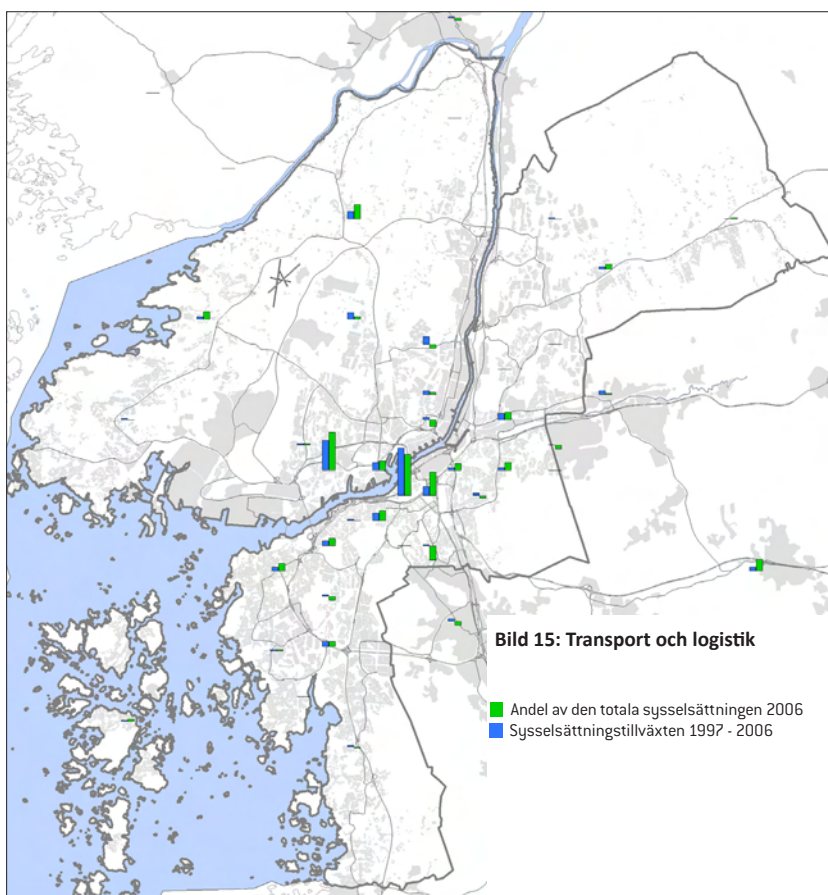 Bild 15: Transport och logistik
Andel av den totala sysselsättningen 2006
Sysselsättningstillväxten 1997 - 2006